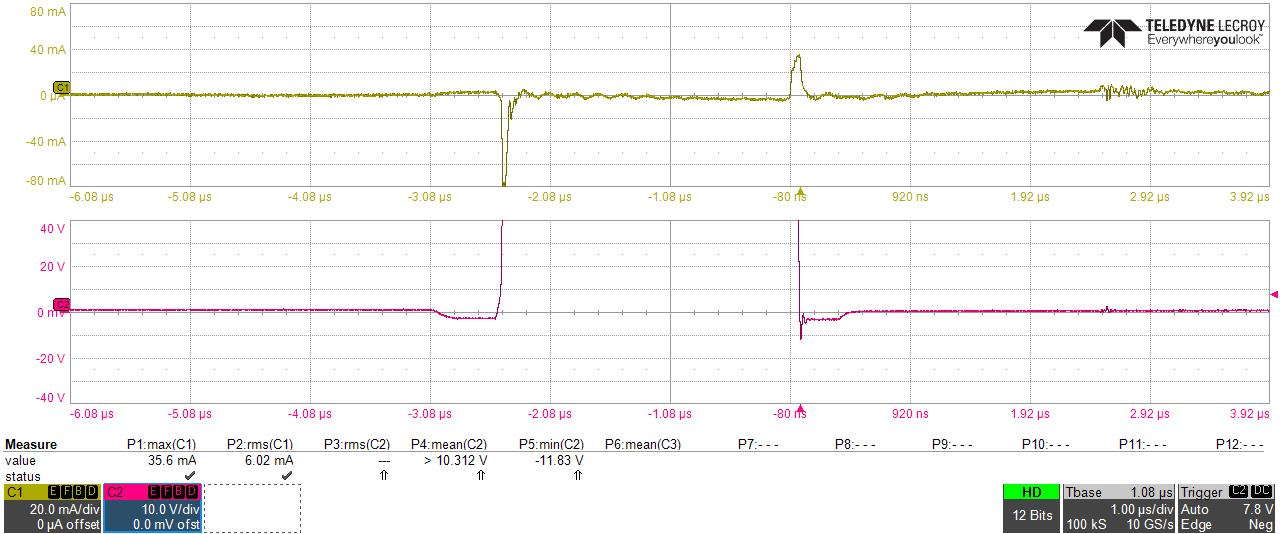 80 mA
TELEDYNE LECROY
Everywhereyoulook™
40 mA
C1
0 µA
-40 mA
-80 mA
-6.08 µs -5.08 µs -4.08 µs -3.08 µs -2.08 µs -1.08 µs -80 ns 920 ns 1.92 µs 2.92 µs 3.92 µs
40 V
20 V
C2
0 mV
-20 V
-40 V
-6.08 µs -5.08 µs -4.08 µs -3.08 µs -2.08 µs -1.08 µs -80 ns 920 ns 1.92 µs 2.92 µs 3.92 µs
Measure P1:max(C1) P2:rms(C1) P3:rms(C2) P4:mean(C2) P5:min(C2) P6:mean(C3) P7:- - - P8:- - - P9:- - - P10:- - - P11:- - - P12:- - -
value 35.6 mA 6.02 mA --- > 10.312 V -11.83 V
status
C1 E F B D C2 E F B D HD Tbase 1.08 µs Trigger C2 DC
20.0 mA/div 10.0 V/div 12 Bits 1.00 µs/div Auto 7.8 V
0 µA offset 0.0 mV ofst 100 kS 10 GS/s Edge Neg